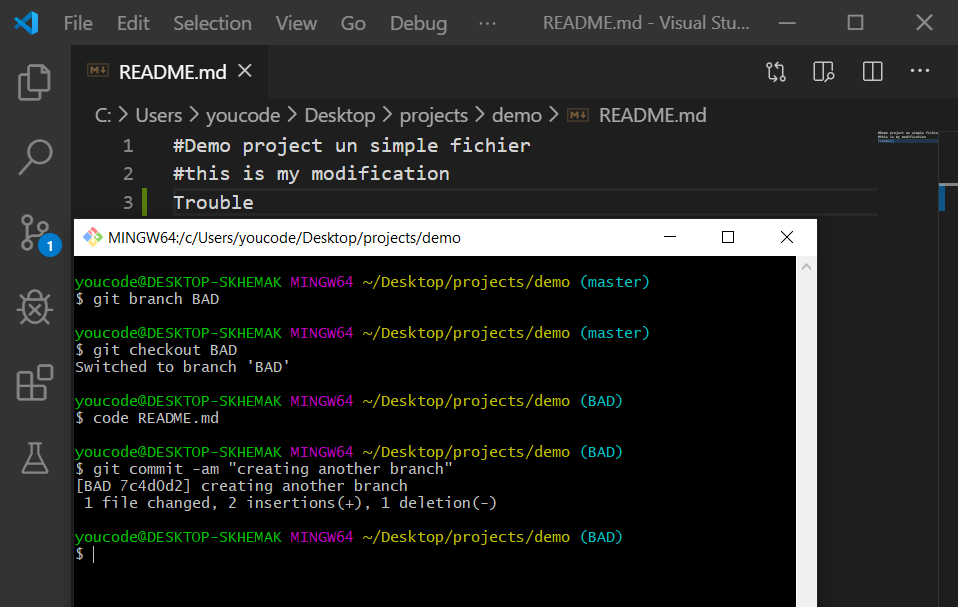 File Edit Selection View Go Debug ··· README.md - Visual Stu...
README.md
C: > Users > youcode > Desktop > projects > demo > README.md
1 #Demo project un simple fichier
2 #this is my modification
3 Trouble
1
MINGW64:/c/Users/youcode/Desktop/projects/demo
youcode@DESKTOP-SKHEMAK MINGW64 ~/Desktop/projects/demo (master)
$ git branch BAD
youcode@DESKTOP-SKHEMAK MINGW64 ~/Desktop/projects/demo (master)
$ git checkout BAD
Switched to branch 'BAD'
youcode@DESKTOP-SKHEMAK MINGW64 ~/Desktop/projects/demo (BAD)
$ code README.md
youcode@DESKTOP-SKHEMAK MINGW64 ~/Desktop/projects/demo (BAD)
$ git commit -am "creating another branch"
[BAD 7c4d0d2] creating another branch
 1 file changed, 2 insertions(+), 1 deletion(-)
youcode@DESKTOP-SKHEMAK MINGW64 ~/Desktop/projects/demo (BAD)
$